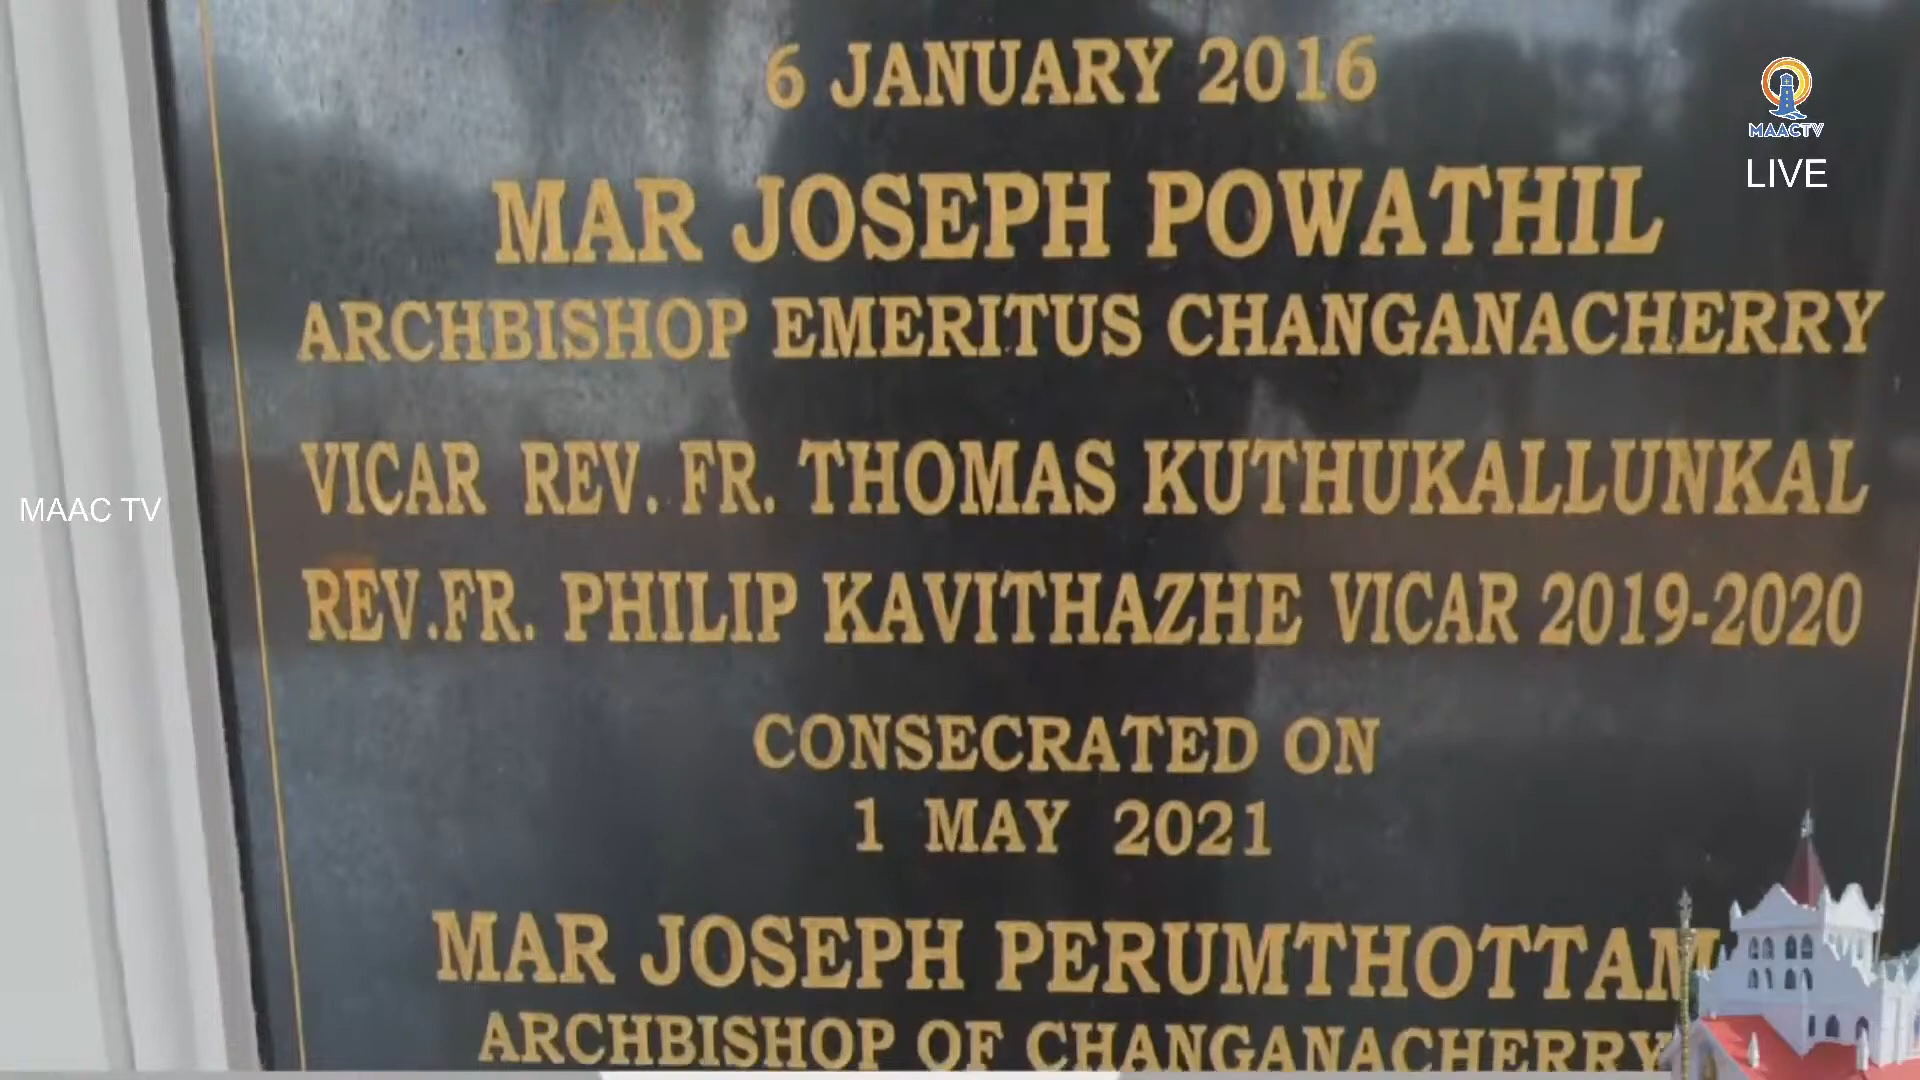 6 JANUARY 2016
MAR JOSEPH POWATHIL
ARCHBISHOP EMERITUS CHANGANACHERRY
VICAR REV. FR. THOMAS KUTHUKALLUNKAL
REV.FR. PHILIP KAVITHAZHE VICAR 2019-2020
CONSECRATED ON
1 MAY 2021
MAR JOSEPH PERUMTHOTTAM
ARCHBISHOP OF CHANGANACHERRY
MAACTV
LIVE
MAAC TV